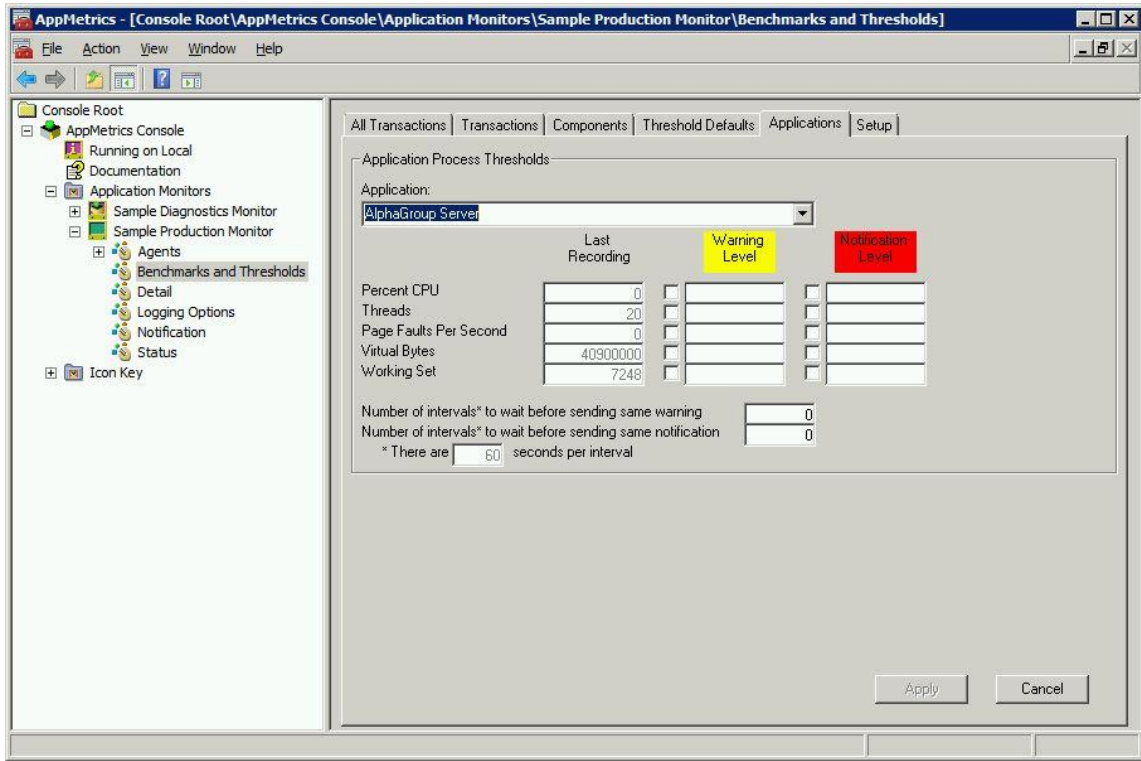 AppMetrics - [Console Root\AppMetrics Console\Application Monitors\Sample Production Monitor\Benchmarks and Thresholds]
File Action View Window Help
Console Root
AppMetrics Console
Running on Local
Documentation
Application Monitors
Sample Diagnostics Monitor
Sample Production Monitor
Agents
Benchmarks and Thresholds
Detail
Logging Options
Notification
Status
Icon Key
All Transactions Transactions Components Threshold Defaults Applications Setup
Application Process Thresholds
Application:
AlphaGroup Server
Last Recording
Warning Level
Notification Level
Percent CPU 0
Threads 20
Page Faults Per Second 0
Virtual Bytes 40900000
Working Set 7248
Number of intervals* to wait before sending same warning 0
Number of intervals* to wait before sending same notification 0
* There are 60 seconds per interval
Apply Cancel